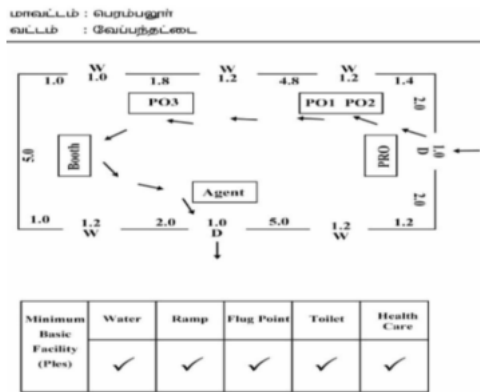 மாவட்டம் : பெரம்பலூர்
வட்டம் : வேப்பந்தட்டை
W W W
1.0 1.0 1.8 1.2 4.8 1.2 1.4
PO3 PO1 PO2 2.0
5.0 Booth PRO D 1.0
Agent 2.0
1.0 1.2 2.0 1.0 5.0 1.2 1.2
W D W
Minimum Basic Facility (Ples) Water Ramp Flug Point Toilet Health Care
✓ ✓ ✓ ✓ ✓